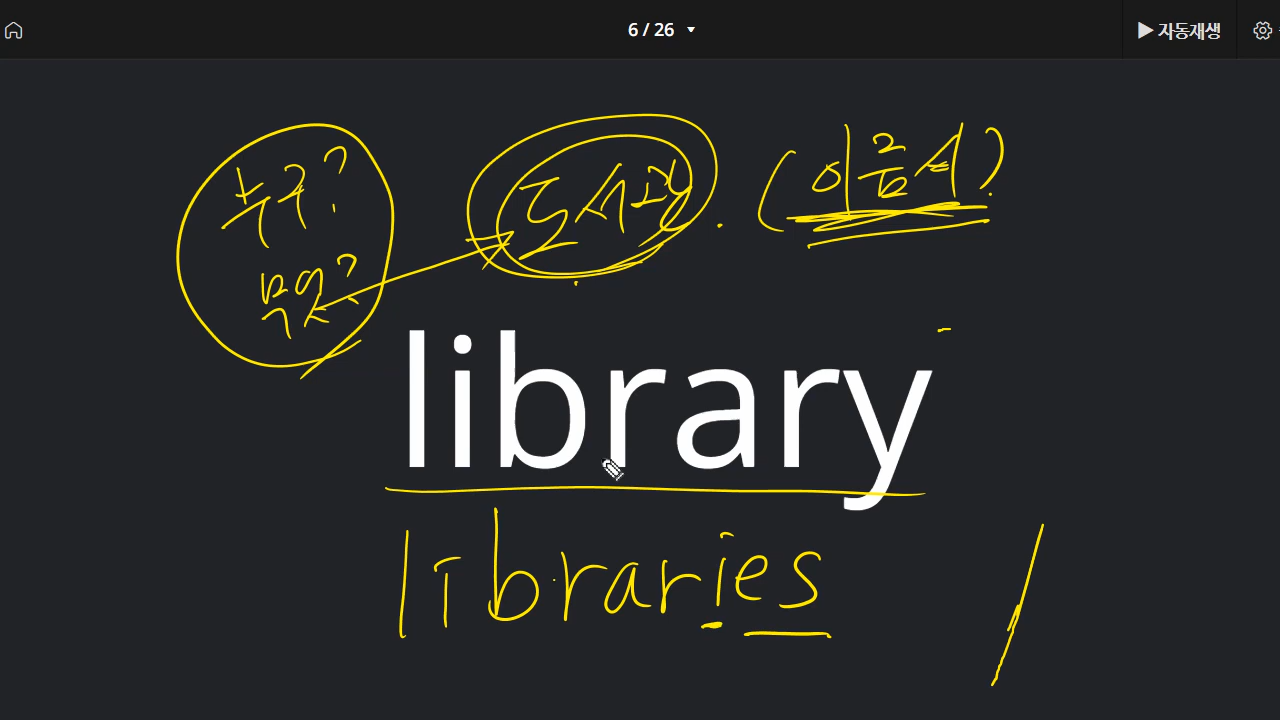 6 / 26 ▼ ▶ 자동재생
누구?
도서관. (이름씨)
무엇?
library
libraries